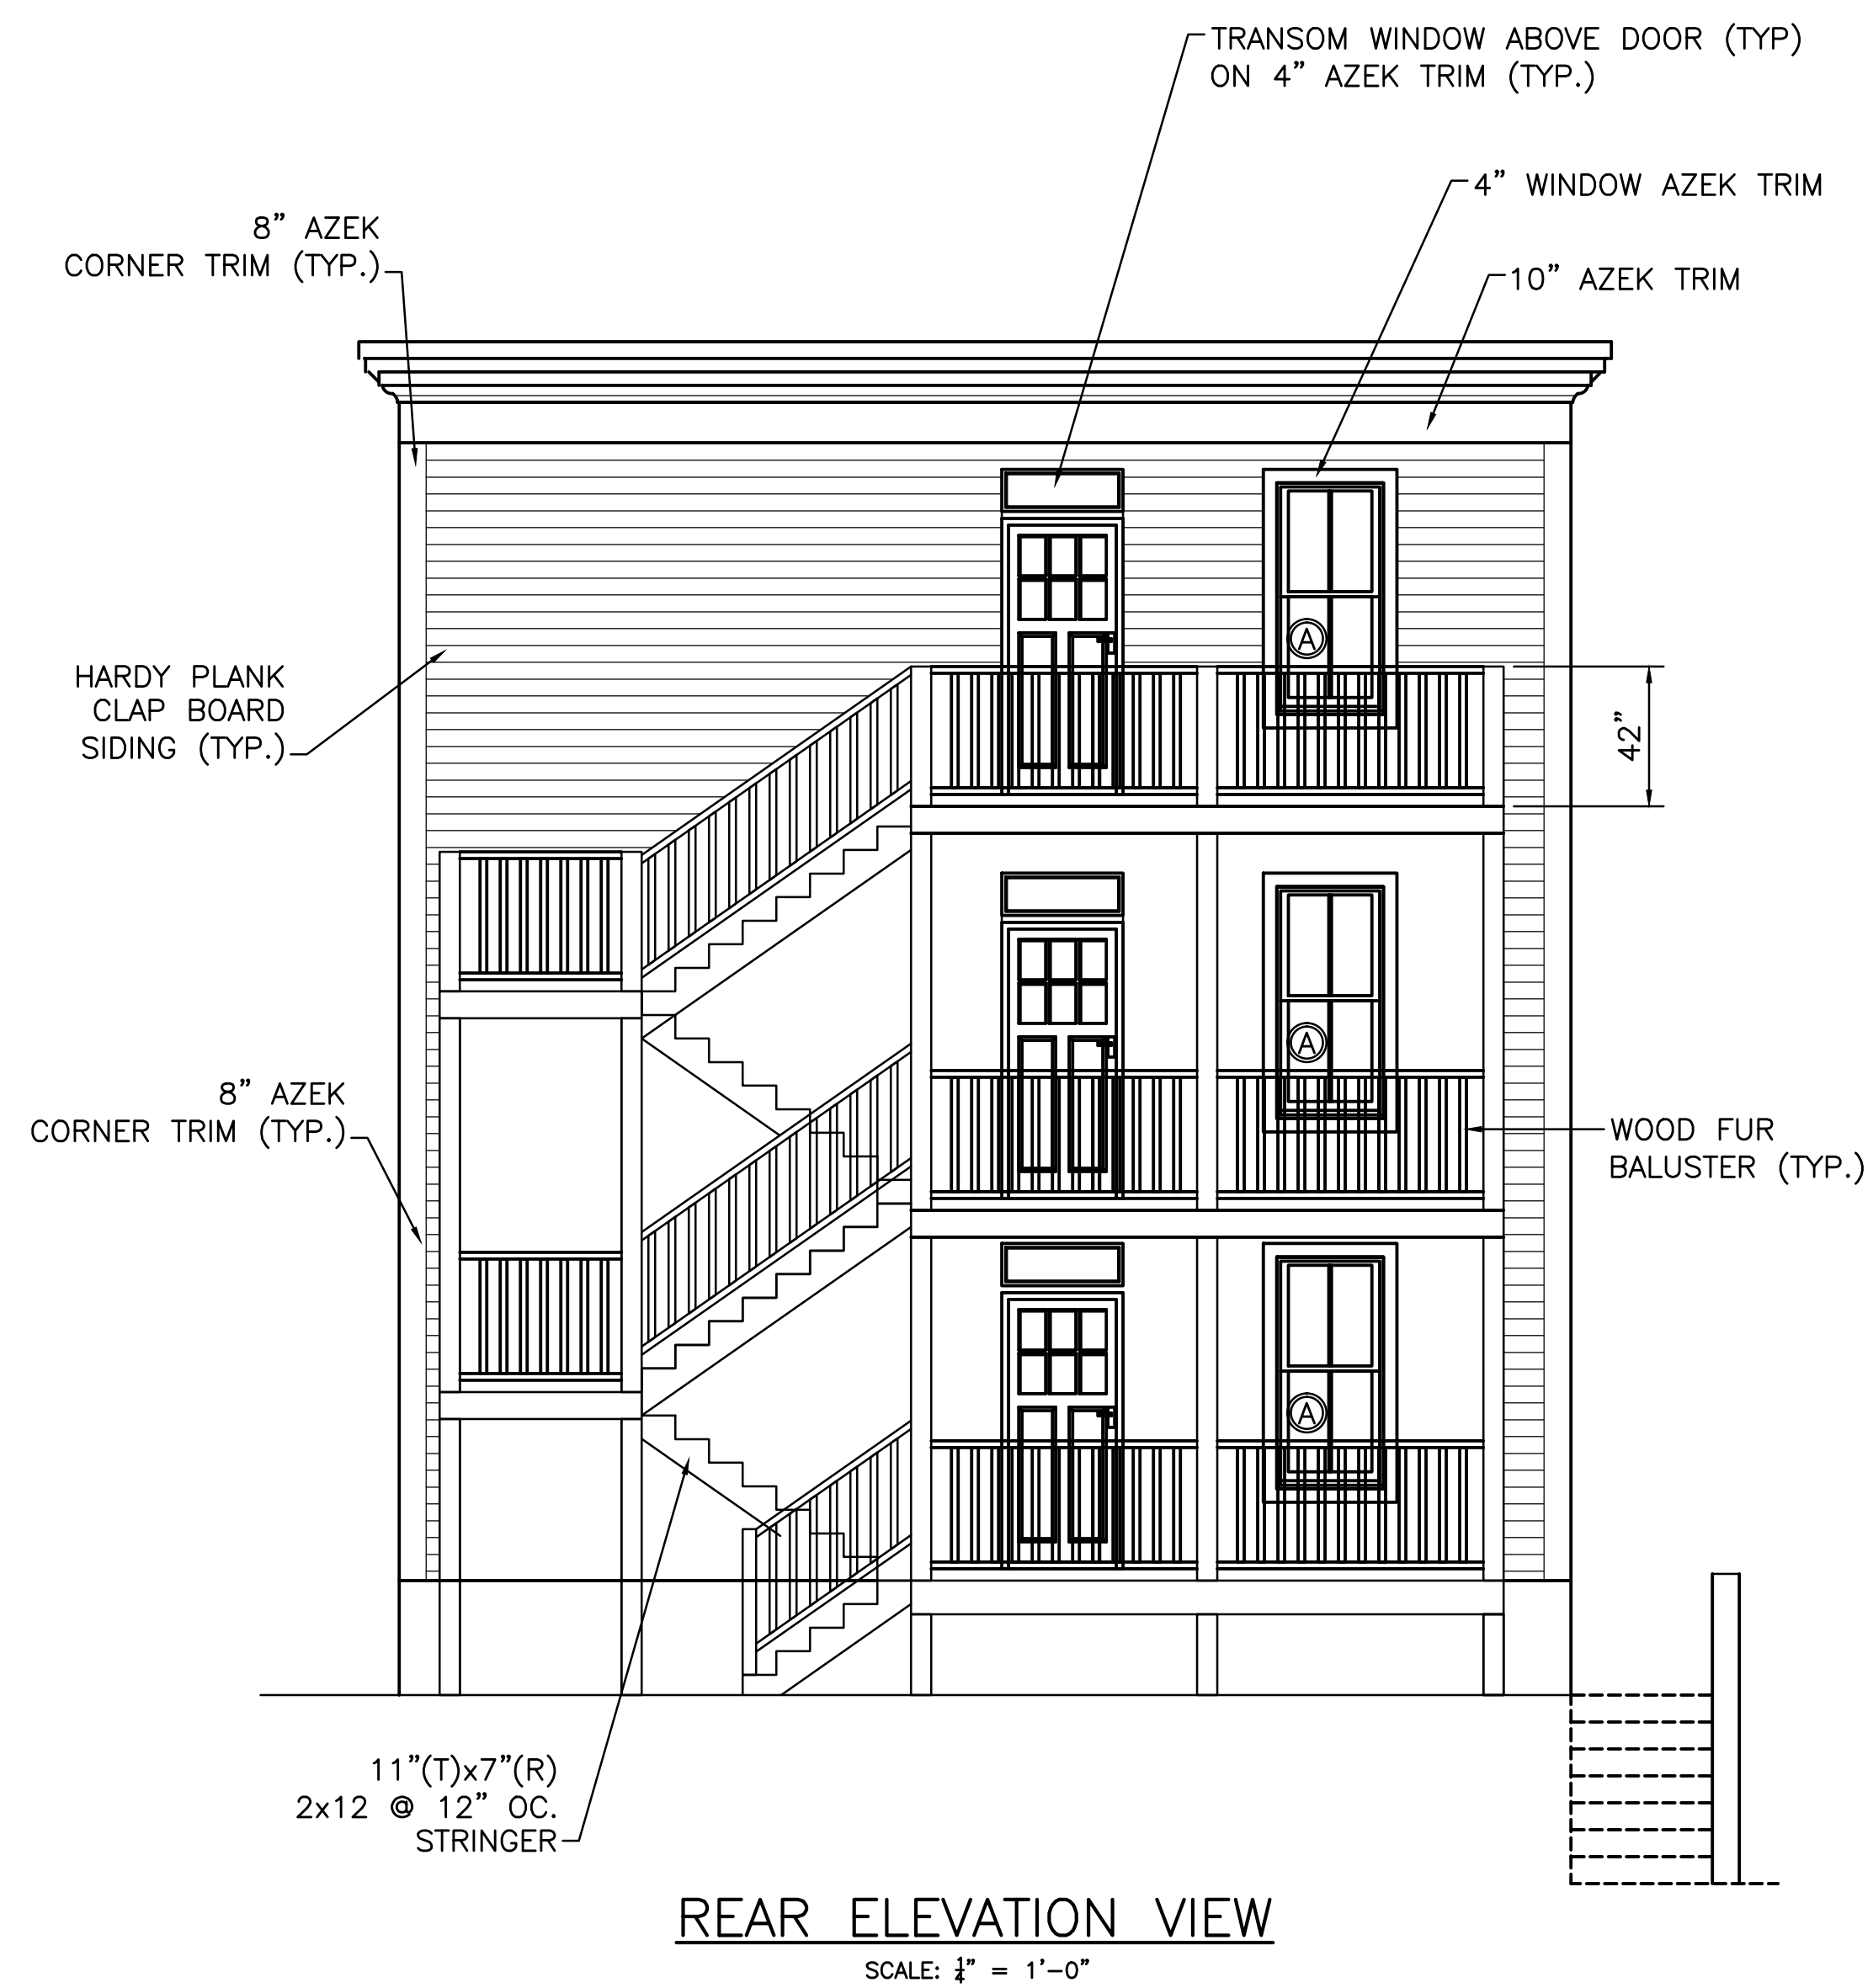 TRANSOM WINDOW ABOVE DOOR (TYP)
ON 4" AZEK TRIM (TYP.)
4" WINDOW AZEK TRIM
8" AZEK
CORNER TRIM (TYP.)
10" AZEK TRIM
A
HARDY PLANK
CLAP BOARD
SIDING (TYP.)
42"
A
8" AZEK
CORNER TRIM (TYP.)
WOOD FUR
BALUSTER (TYP.)
A
11"(T)x7"(R)
2x12 @ 12" OC.
STRINGER
REAR ELEVATION VIEW
SCALE: 1/4" = 1'-0"